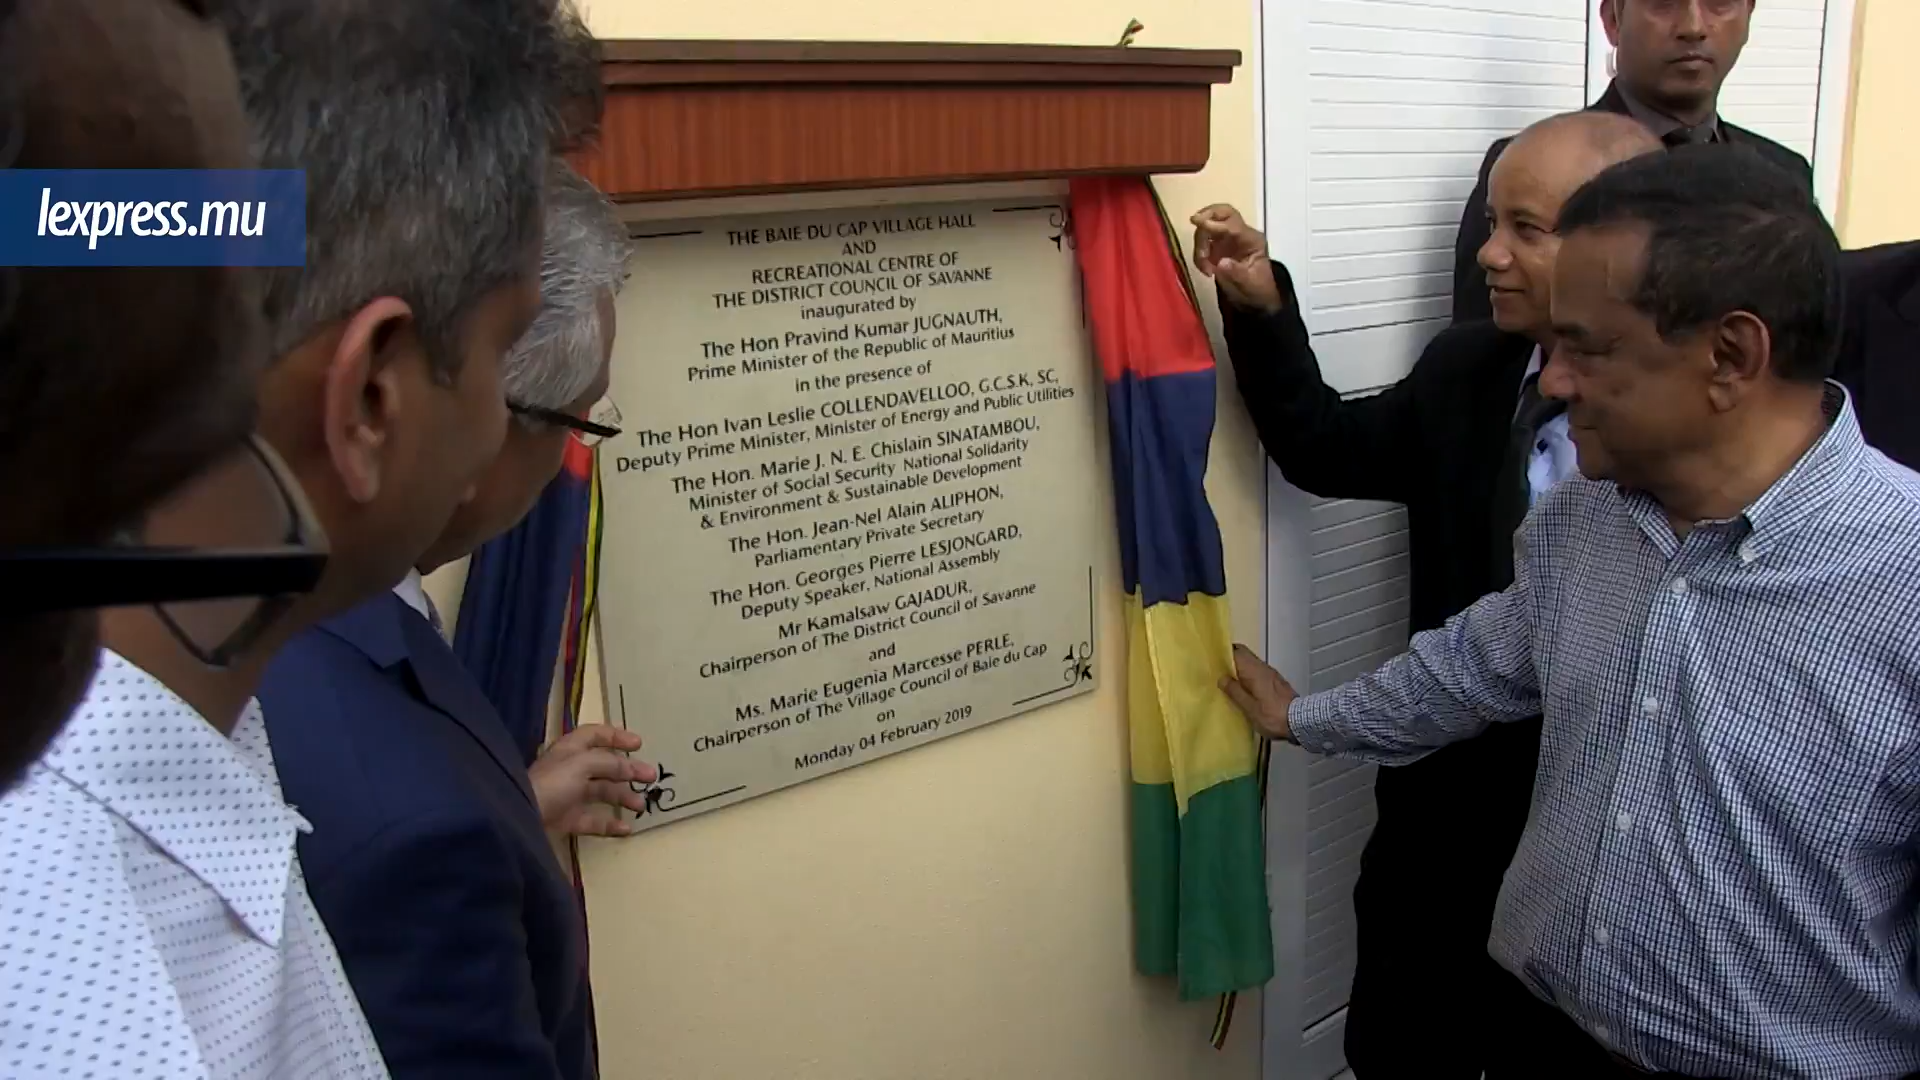 lexpress.mu
THE BAIE DU CAP VILLAGE HALL
AND
RECREATIONAL CENTRE OF
THE DISTRICT COUNCIL OF SAVANNE
inaugurated by
The Hon Pravind Kumar JUGNAUTH,
Prime Minister of the Republic of Mauritius
in the presence of
The Hon Ivan Leslie COLLENDAVELLOO, G.C.S.K, SC,
Deputy Prime Minister, Minister of Energy and Public Utilities
The Hon. Marie J. N. E. Chislain SINATAMBOU,
Minister of Social Security National Solidarity
& Environment & Sustainable Development
The Hon. Jean-Nel Alain ALIPHON,
Parliamentary Private Secretary
The Hon. Georges Pierre LESJONGARD,
Deputy Speaker, National Assembly
Mr Kamalsaw GAJADUR,
Chairperson of The District Council of Savanne
and
Ms. Marie Eugenia Marcesse PERLE,
Chairperson of The Village Council of Baie du Cap
on
Monday 04 February 2019